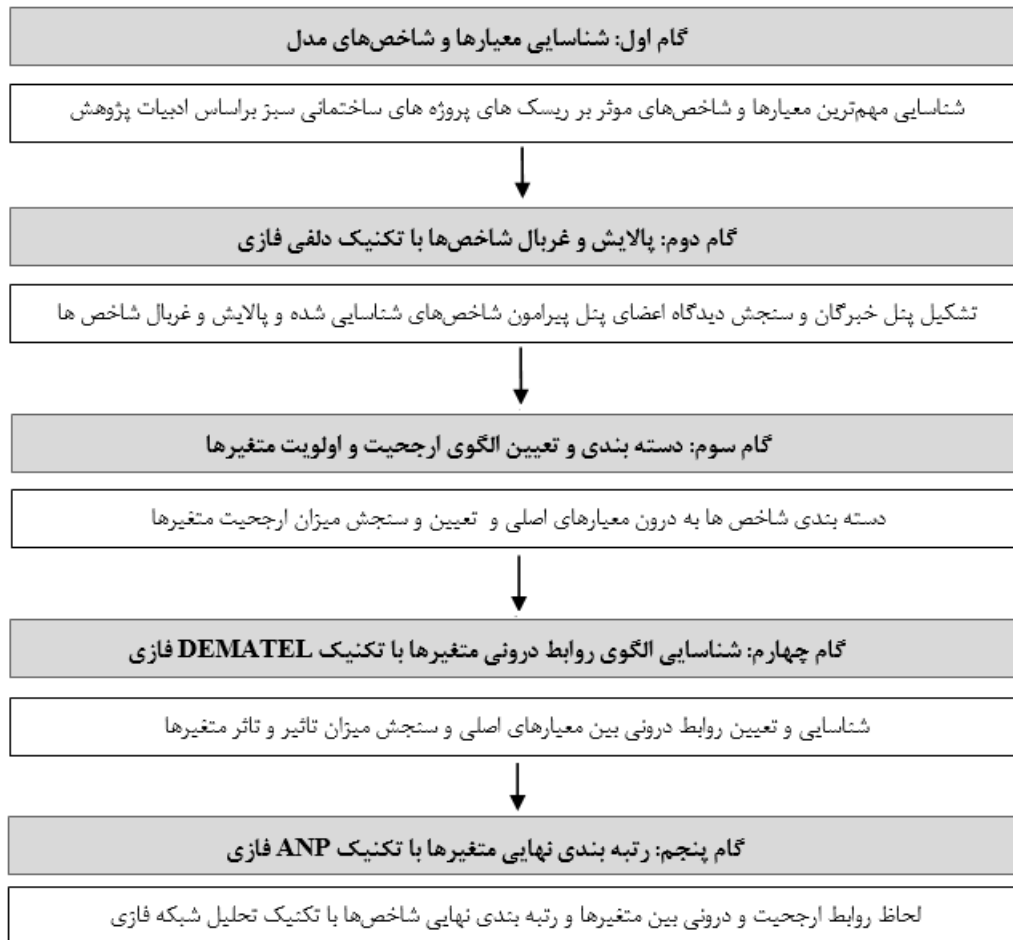 گام اول: شناسایی معیارها و شاخص‌های مدل
شناسایی مهم‌ترین معیارها و شاخص‌های موثر بر ریسک های پروژه های ساختمانی سبز براساس ادبیات پژوهش
گام دوم: پالایش و غربال شاخص‌ها با تکنیک دلفی فازی
تشکیل پنل خبرگان و سنجش دیدگاه اعضای پنل پیرامون شاخص‌های شناسایی شده و پالایش و غربال شاخص ها
گام سوم: دسته بندی و تعیین الگوی ارجحیت و اولویت متغیرها
دسته بندی شاخص ها به درون معیارهای اصلی و تعیین و سنجش میزان ارجحیت متغیرها
گام چهارم: شناسایی الگوی روابط درونی متغیرها با تکنیک DEMATEL فازی
شناسایی و تعیین روابط درونی بین معیارهای اصلی و سنجش میزان تاثیر و تاثر متغیرها
گام پنجم: رتبه بندی نهایی متغیرها با تکنیک ANP فازی
لحاظ روابط ارجحیت و درونی بین متغیرها و رتبه بندی نهایی شاخص‌ها با تکنیک تحلیل شبکه فازی